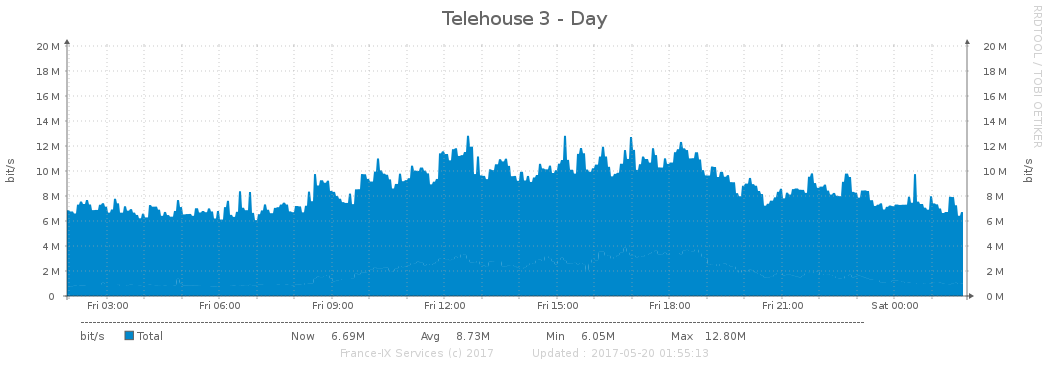 Telehouse 3 - Day
RRDTOOL / TOBI OETIKER
bit/s
20 M 20 M
18 M 18 M
16 M 16 M
14 M 14 M
12 M 12 M
10 M 10 M
8 M 8 M
6 M 6 M
4 M 4 M
2 M 2 M
0 0 M
bit/s
Fri 03:00 Fri 06:00 Fri 09:00 Fri 12:00 Fri 15:00 Fri 18:00 Fri 21:00 Sat 00:00
bit/s Total Now 6.69M Avg 8.73M Min 6.05M Max 12.80M
France-IX Services (c) 2017 Updated : 2017-05-20 01:55:13